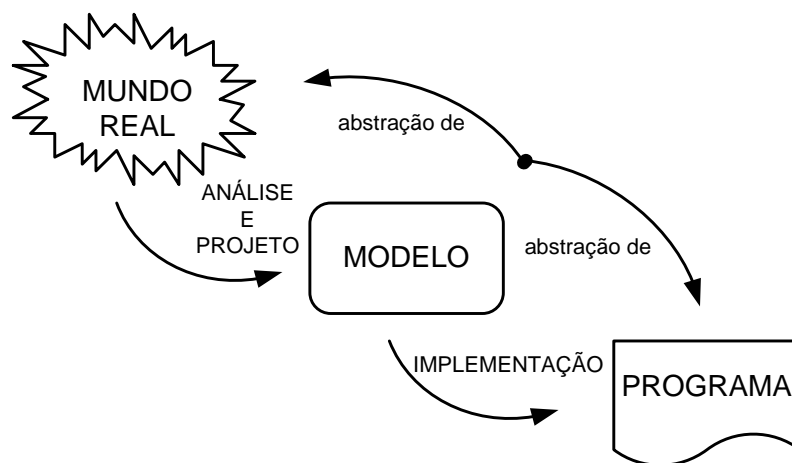 MUNDO
REAL
abstração de
ANÁLISE
E
PROJETO
MODELO
abstração de
IMPLEMENTAÇÃO
PROGRAMA